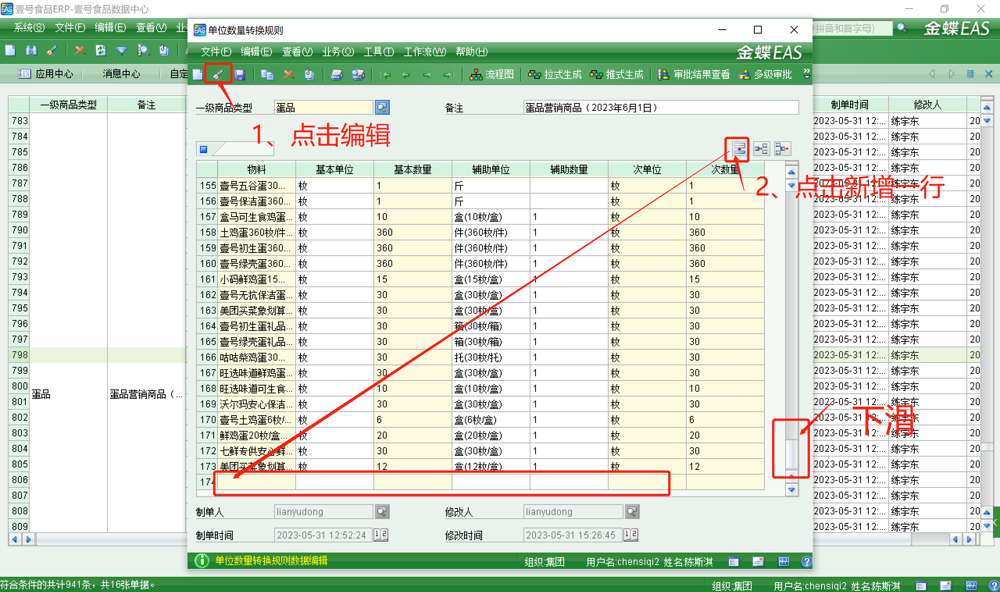 壹号食品ERP-壹号食品数据中心
系统(S) 文件(F) 编辑(E) 查看(V)
拼音和首字母)
金蝶EAS
应用中心 消息中心 自定
单位数量转换规则
文件(F) 编辑(E) 查看(V) 业务(O) 工具(T) 工作流(W) 帮助(H)
金蝶EAS
流程图 拉式生成 推式生成 审批结果查看 多级审批
一级商品类型 蛋品 备注 蛋品营销商品（2023年6月1日）
1、点击编辑
2、点击新增一行
下滑
物料 基本单位 基本数量 辅助单位 辅助数量 次单位 次数量
155 壹号五谷蛋30... 枚 1 斤 枚 1
156 壹号保洁蛋360... 枚 1 斤 枚 1
157 盒马可生食鸡蛋... 枚 10 盒(10枚/盒) 1 枚 10
158 土鸡蛋360枚/件... 枚 360 件(360枚/件) 1 枚 360
159 壹号初生蛋360... 枚 360 件(360枚/件) 1 枚 360
160 壹号绿壳蛋360... 枚 360 件(360枚/件) 1 枚 360
161 小码鲜鸡蛋15... 枚 15 盒(15枚/盒) 1 枚 15
162 壹号无抗保洁蛋... 枚 30 盒(30枚/盒) 1 枚 30
163 美团买菜象划算... 枚 30 盒(30枚/盒) 1 枚 30
164 壹号初生蛋礼品... 枚 30 箱(30枚/箱) 1 枚 30
165 壹号绿壳蛋礼品... 枚 30 箱(30枚/箱) 1 枚 30
166 咕咕柴鸡蛋30... 枚 30 托(30枚/托) 1 枚 30
167 旺选味道鲜鸡蛋... 枚 30 盒(30枚/盒) 1 枚 30
168 旺选味道可生食... 枚 10 盒(10枚/盒) 1 枚 10
169 沃尔玛安心保洁... 枚 30 盒(30枚/盒) 1 枚 30
170 壹号土鸡蛋6枚/... 枚 6 盒(6枚/盒) 1 枚 6
171 鲜鸡蛋20枚/盒... 枚 20 盒(20枚/盒) 1 枚 20
172 七鲜专供安心鲜... 枚 30 盒(30枚/盒) 1 枚 30
173 美团买菜象划算... 枚 12 盒(12枚/盒) 1 枚 12
174
制单人 lianyudong 修改人 lianyudong
制单时间 2023-05-31 12:52:24 修改时间 2023-05-31 15:26:45
单位数量转换规则数据编辑 组织:集团 用户名:chensiqi2 姓名:陈斯淇
一级商品类型 备注 制单时间 修改人
783 2023-05-31 12:... 练宇东 20
784 2023-05-31 12:... 练宇东 20
785 2023-05-31 12:... 练宇东 20
786 2023-05-31 12:... 练宇东 20
787 2023-05-31 12:... 练宇东 20
788 2023-05-31 12:... 练宇东 20
789 2023-05-31 12:... 练宇东 20
790 2023-05-31 12:... 练宇东 20
791 2023-05-31 12:... 练宇东 20
792 2023-05-31 12:... 练宇东 20
793 2023-05-31 12:... 练宇东 20
794 2023-05-31 12:... 练宇东 20
795 2023-05-31 12:... 练宇东 20
796 2023-05-31 12:... 练宇东 20
797 2023-05-31 12:... 练宇东 20
798 2023-05-31 12:... 练宇东 20
799 2023-05-31 12:... 练宇东 20
800 2023-05-31 12:... 练宇东 20
蛋品 蛋品营销商品（...
801 2023-05-31 12:... 练宇东 20
802 2023-05-31 12:... 练宇东 20
803 2023-05-31 12:... 练宇东 20
804 2023-05-31 12:... 练宇东 20
805 2023-05-31 12:... 练宇东 20
806 2023-05-31 12:... 练宇东 20
807 2023-05-31 12:... 练宇东 20
808 2023-05-31 12:... 练宇东 20
809 2023-05-31 12:... 练宇东 20
符合条件的共计941条，共16张单据。 组织:集团 用户名:chensiqi2 姓名:陈斯淇